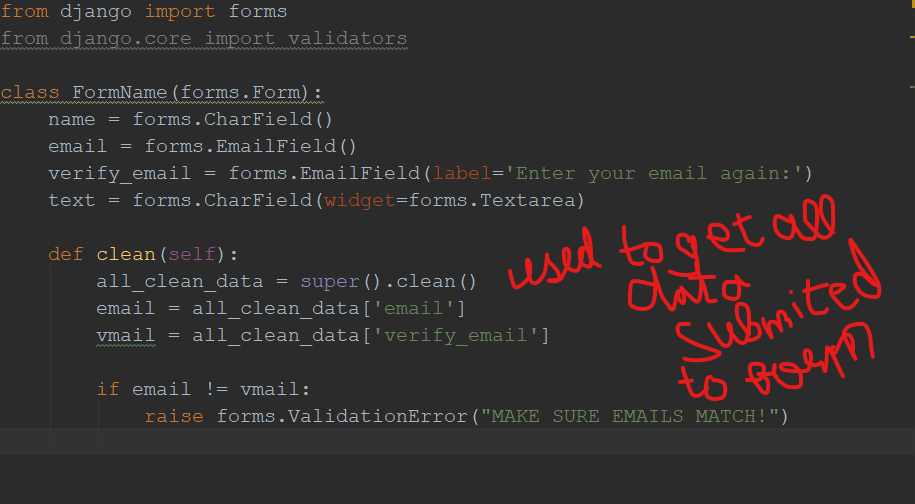 from django import forms
from django.core import validators
class FormName(forms.Form):
    name = forms.CharField()
    email = forms.EmailField()
    verify_email = forms.EmailField(label='Enter your email again:')
    text = forms.CharField(widget=forms.Textarea)
    def clean(self):
        all_clean_data = super().clean()
        email = all_clean_data['email']
        vmail = all_clean_data['verify_email']
        if email != vmail:
            raise forms.ValidationError("MAKE SURE EMAILS MATCH!")
used to get all
data
submited
to